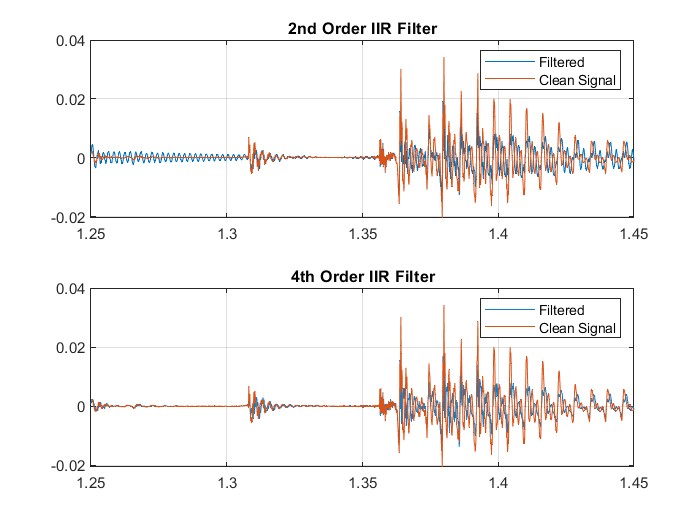 2nd Order IIR Filter
0.04
0.02
0
-0.02
Filtered
Clean Signal
1.25 1.3 1.35 1.4 1.45
4th Order IIR Filter
0.04
0.02
0
-0.02
Filtered
Clean Signal
1.25 1.3 1.35 1.4 1.45